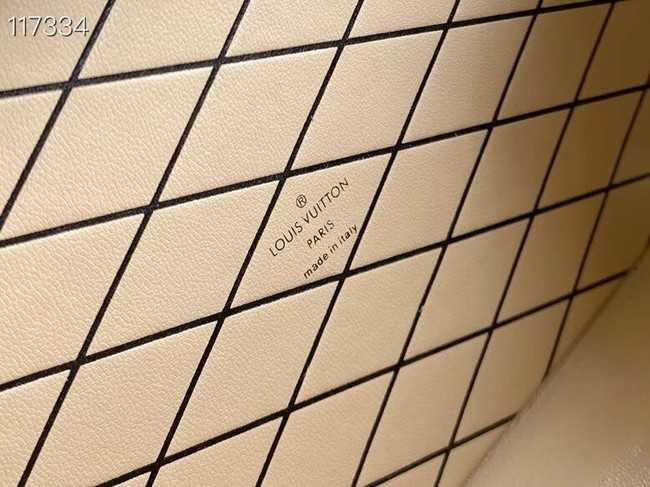 117334
®
LOUIS VUITTON
PARIS
made in italy